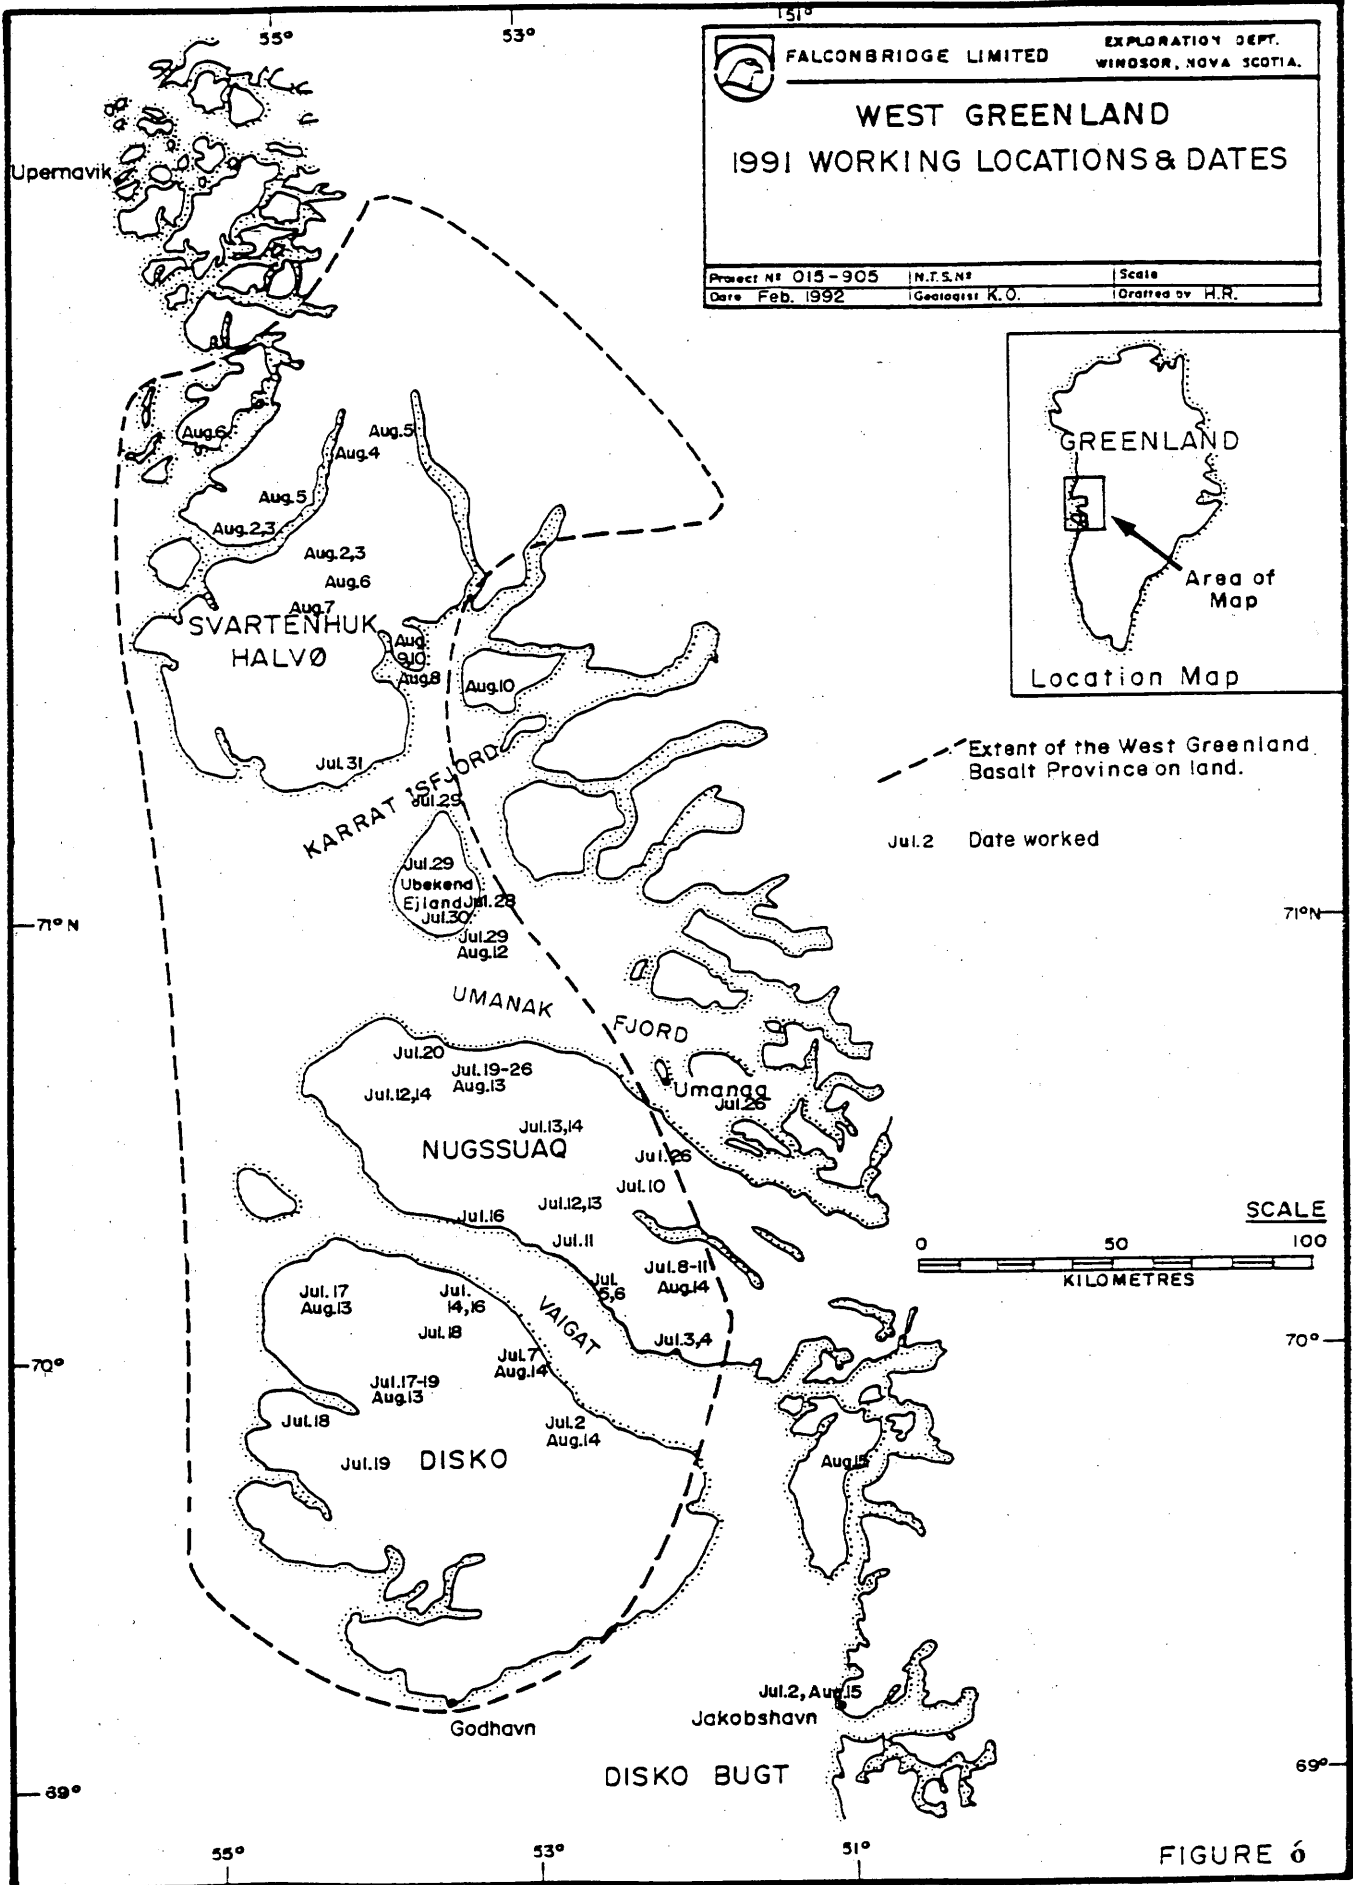 55°
53°
51°
FALCONBRIDGE LIMITED
EXPLORATION DEPT.
WINDSOR, NOVA SCOTIA.
WEST GREENLAND
1991 WORKING LOCATIONS & DATES
Project Nº 015-905
N.T.S.Nº
Scale
Date Feb. 1992
Geologist K.O.
Drafted by H.R.
Upernavik
GREENLAND
Area of
Map
Location Map
Aug.6
Aug.5
Aug.4
Aug.5
Aug.2,3
Aug.2,3
Aug.6
Aug.7
SVARTENHUK
HALVØ
Aug.
9,10
Aug.8
Aug.10
Jul.31
KARRAT ISFJORD
Jul.29
Extent of the West Greenland
Basalt Province on land.
Jul.2 Date worked
Jul.29
Ubekend
Ejland Jul.28
Jul.30
71°N
71°N
Jul.29
Aug.12
UMANAK FJORD
Jul.20
Jul.19-26
Aug.13
Jul.12,14
Umanaq
Jul.26
Jul.13,14
NUGSSUAQ
Jul.26
Jul.10
Jul.12,13
Jul.16
Jul.11
Jul.8-11
Aug.14
Jul.
5,6
SCALE
0 50 100
KILOMETRES
Jul.17
Aug.13
Jul.
14,16
VAIGAT
Jul.18
Jul.3,4
70°
70°
Jul.7
Aug.14
Jul.17-19
Aug.13
Jul.18
Jul.2
Aug.14
Jul.19
DISKO
Aug.15
Jul.2, Aug.15
Jakobshavn
Godhavn
DISKO BUGT
69°
69°
55°
53°
51°
FIGURE 6